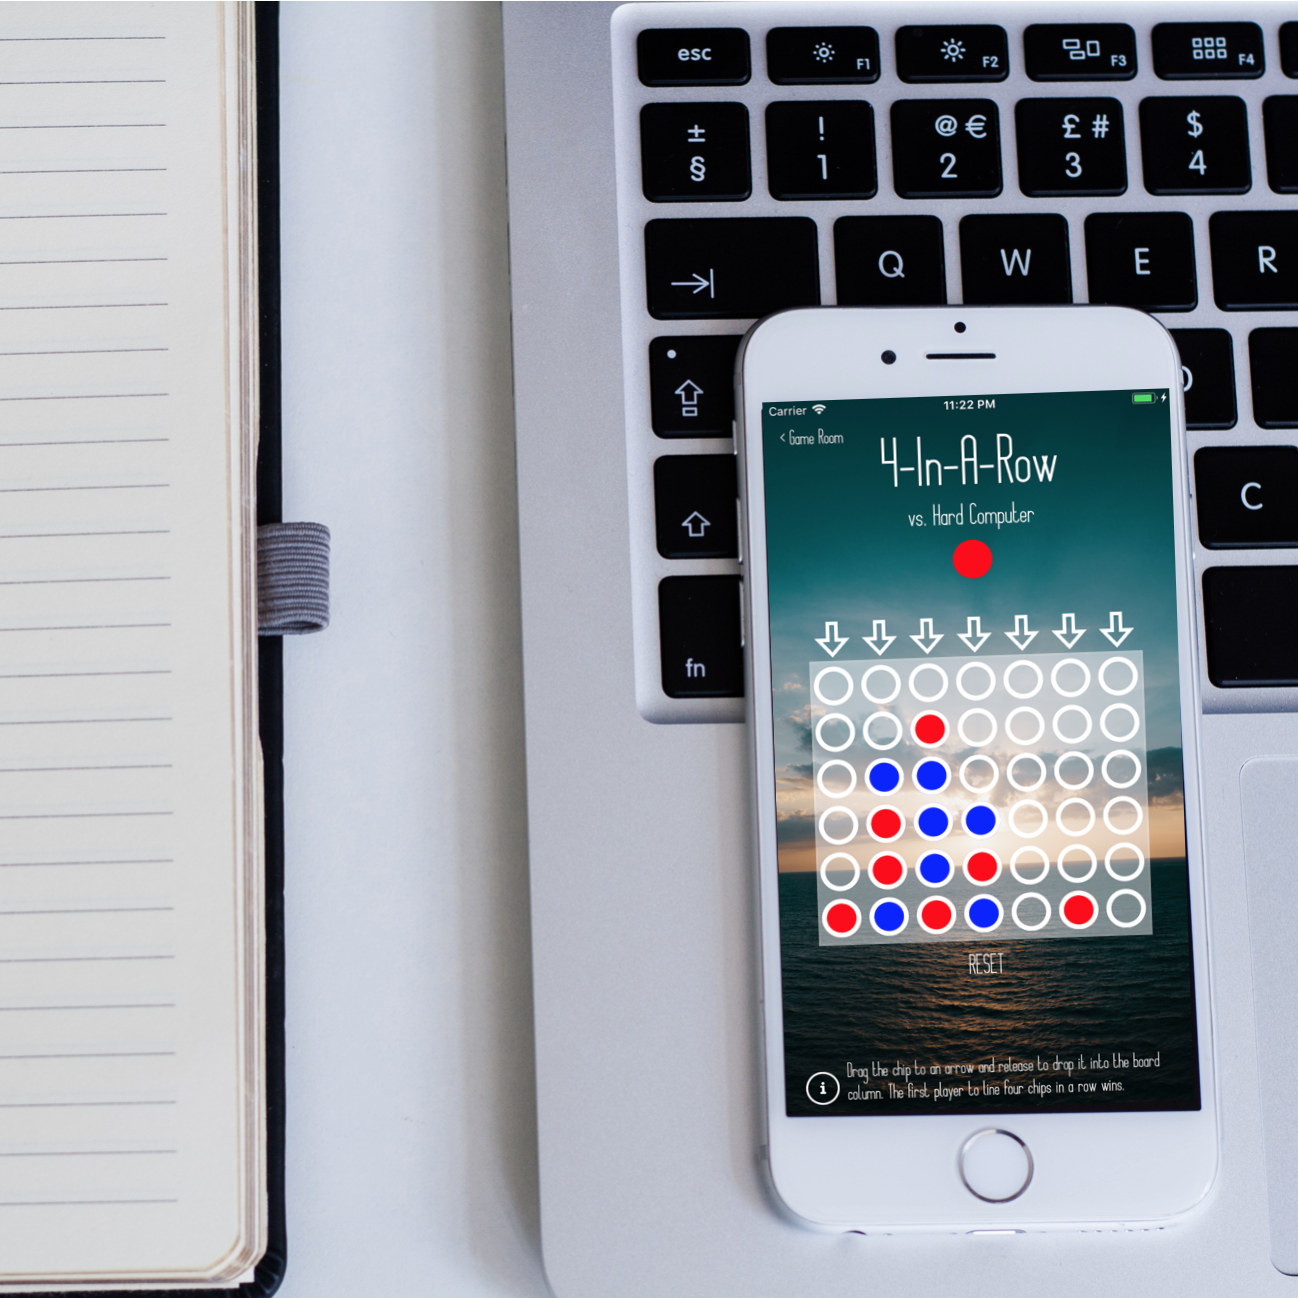 esc
F1
F2
F3
F4
±
§
!
1
@ €
2
£ #
3
$
4
Q
W
E
R
C
fn
Carrier
11:22 PM
< Game Room
4-In-A-Row
vs. Hard Computer
RESET
i
Drag the chip to an arrow and release to drop it into the board
column. The first player to line four chips in a row wins.